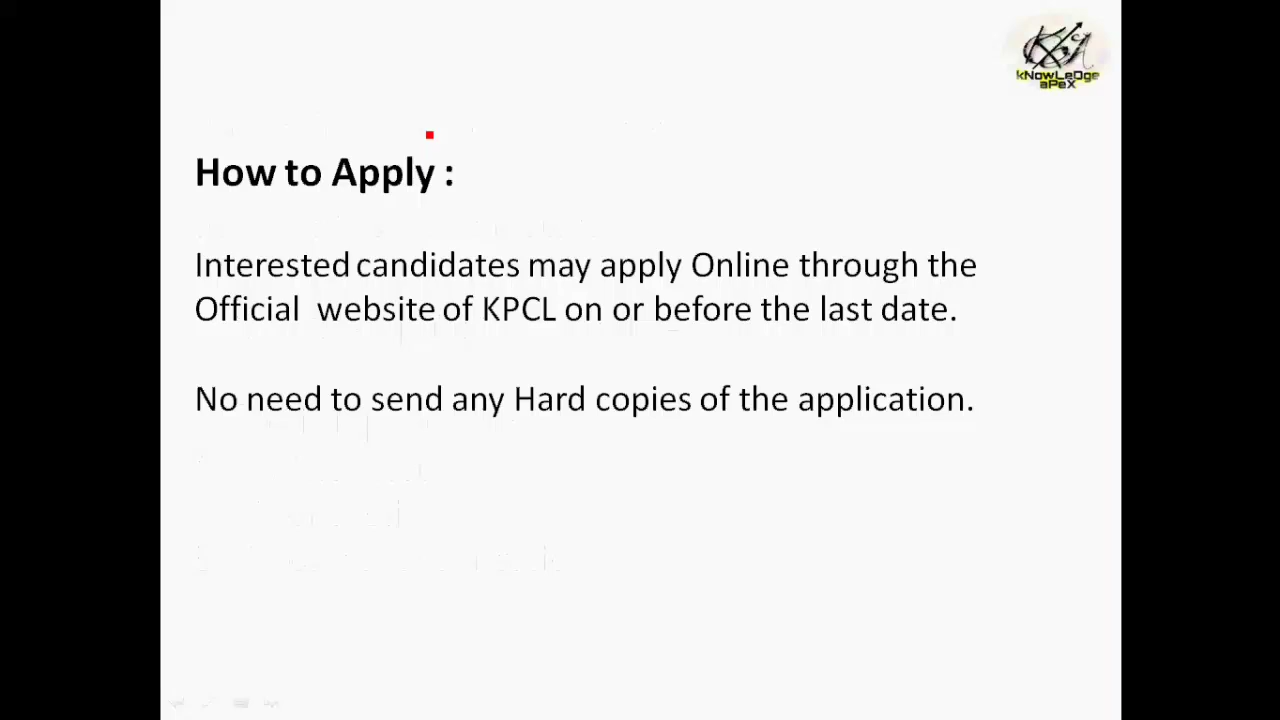 kNowLeDge
aPeX
How to Apply :
Interested candidates may apply Online through the
Official website of KPCL on or before the last date.
No need to send any Hard copies of the application.